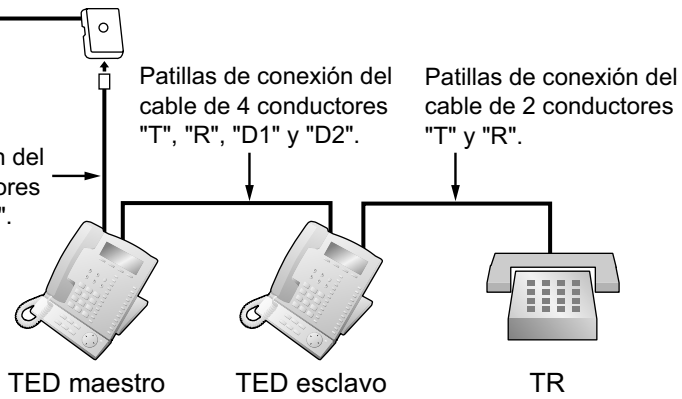 Patillas de conexión del
cable de 4 conductores
"T", "R", "D1" y "D2".
Patillas de conexión del
cable de 2 conductores
"T" y "R".
del
".
TED maestro
TED esclavo
TR